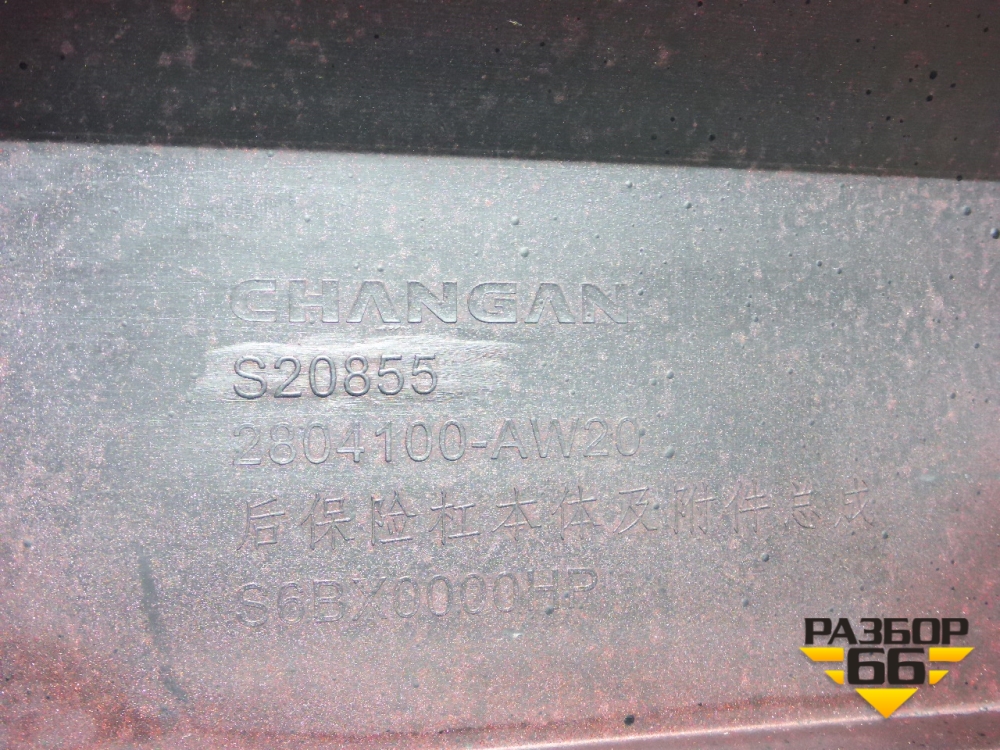 CHANGAN
S20855
2804100-AW20
后保险杠本体及附件总成
S6BX0000HP
РАЗБОР
66